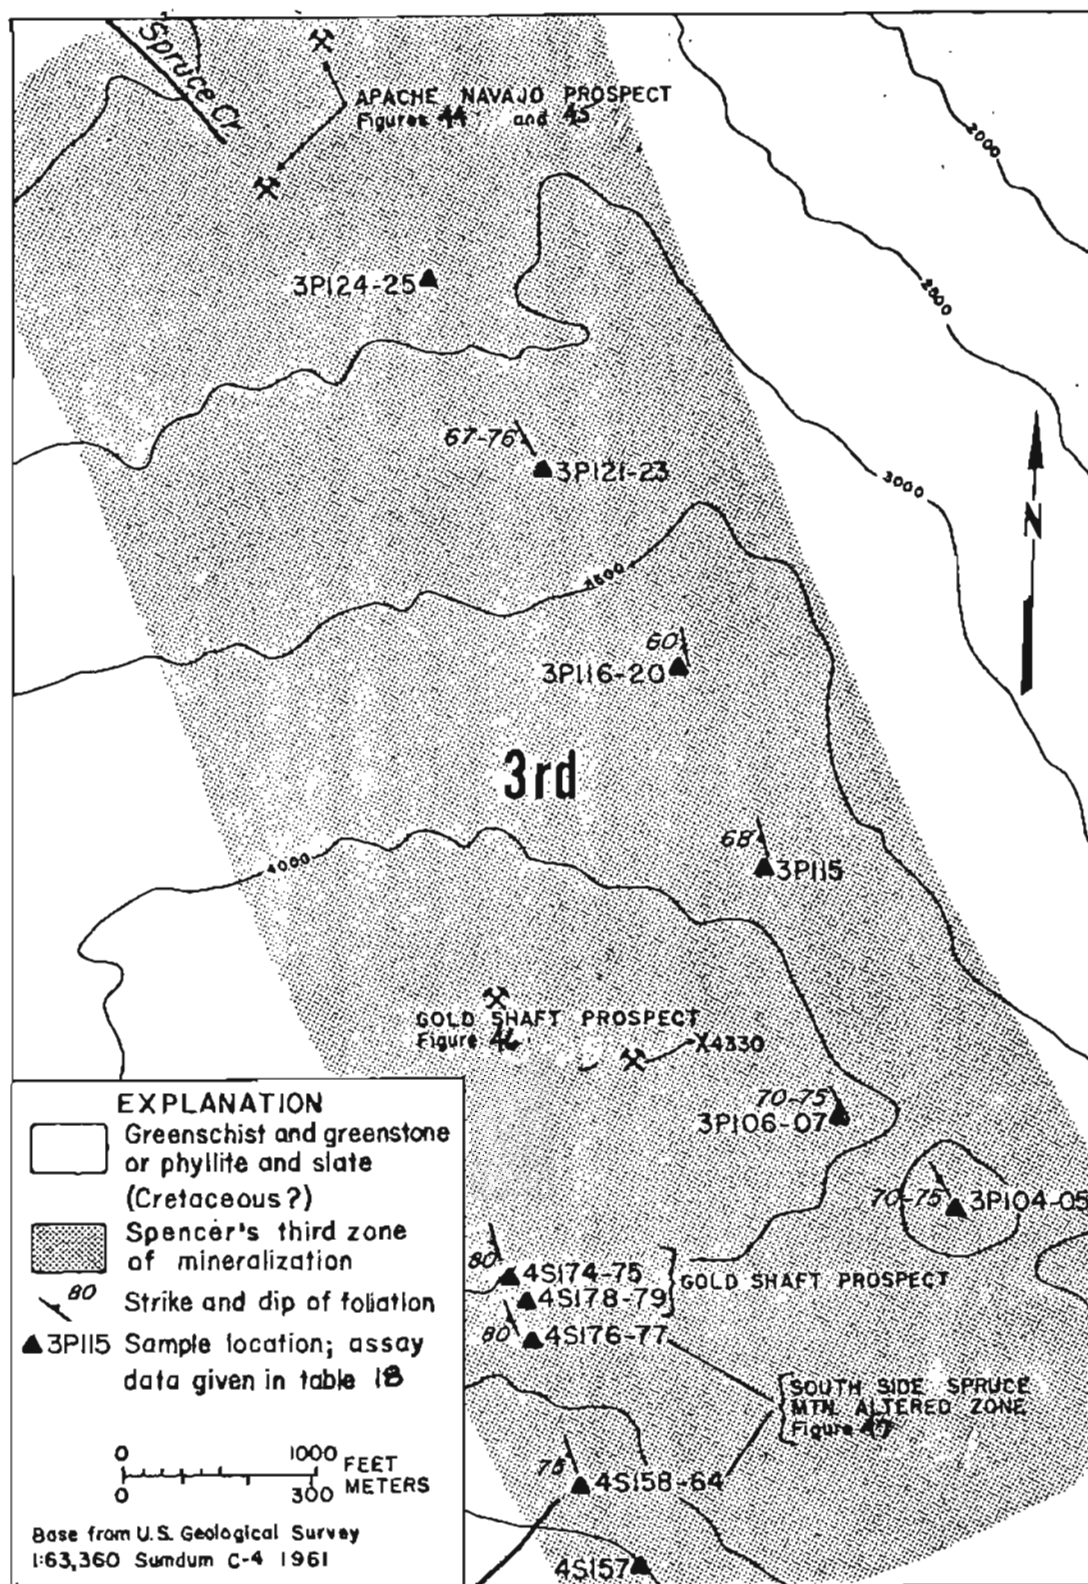 Spruce Cr
APACHE NAVAJO PROSPECT
Figures 44 and 45
2000
2500
3P124-25
67-76
3P121-23
3000
N
60
3P116-20
3rd
68
3P115
4000
GOLD SHAFT PROSPECT
Figure 46
X4330
70-75
3P106-07
70-75
3P104-05
80
4S174-75
4S178-79
GOLD SHAFT PROSPECT
80
4S176-77
SOUTH SIDE SPRUCE
MTN. ALTERED ZONE
Figure 47
75
4S158-64
4S157
EXPLANATION
Greenschist and greenstone
or phyllite and slate
(Cretaceous?)
Spencer's third zone
of mineralization
80
Strike and dip of foliation
3P115 Sample location; assay
data given in table 18
0 1000 FEET
0 300 METERS
Base from U.S. Geological Survey
1:63,360 Sumdum C-4 1961